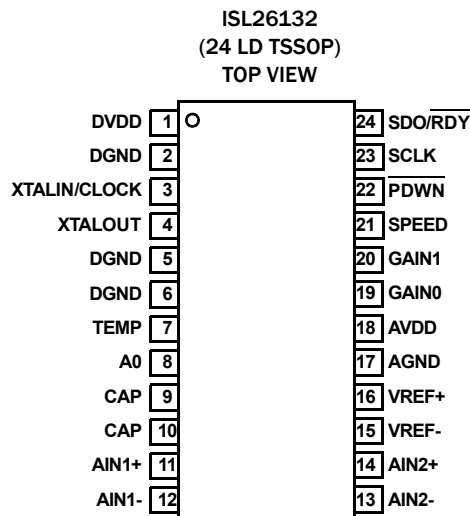 ISL26132
(24 LD TSSOP)
TOP VIEW
DVDD 1 24 SDO/RDY
DGND 2 23 SCLK
XTALIN/CLOCK 3 22 PDWN
XTALOUT 4 21 SPEED
DGND 5 20 GAIN1
DGND 6 19 GAIN0
TEMP 7 18 AVDD
A0 8 17 AGND
CAP 9 16 VREF+
CAP 10 15 VREF-
AIN1+ 11 14 AIN2+
AIN1- 12 13 AIN2-